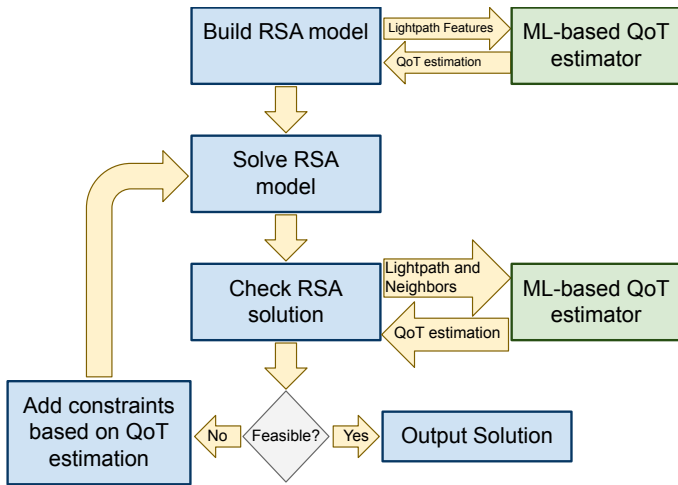 Build RSA model
Lightpath Features
QoT estimation
ML-based QoT
estimator
Solve RSA
model
Check RSA
solution
Lightpath and
Neighbors
QoT estimation
ML-based QoT
estimator
Add constraints
based on QoT
estimation
No
Feasible?
Yes
Output Solution